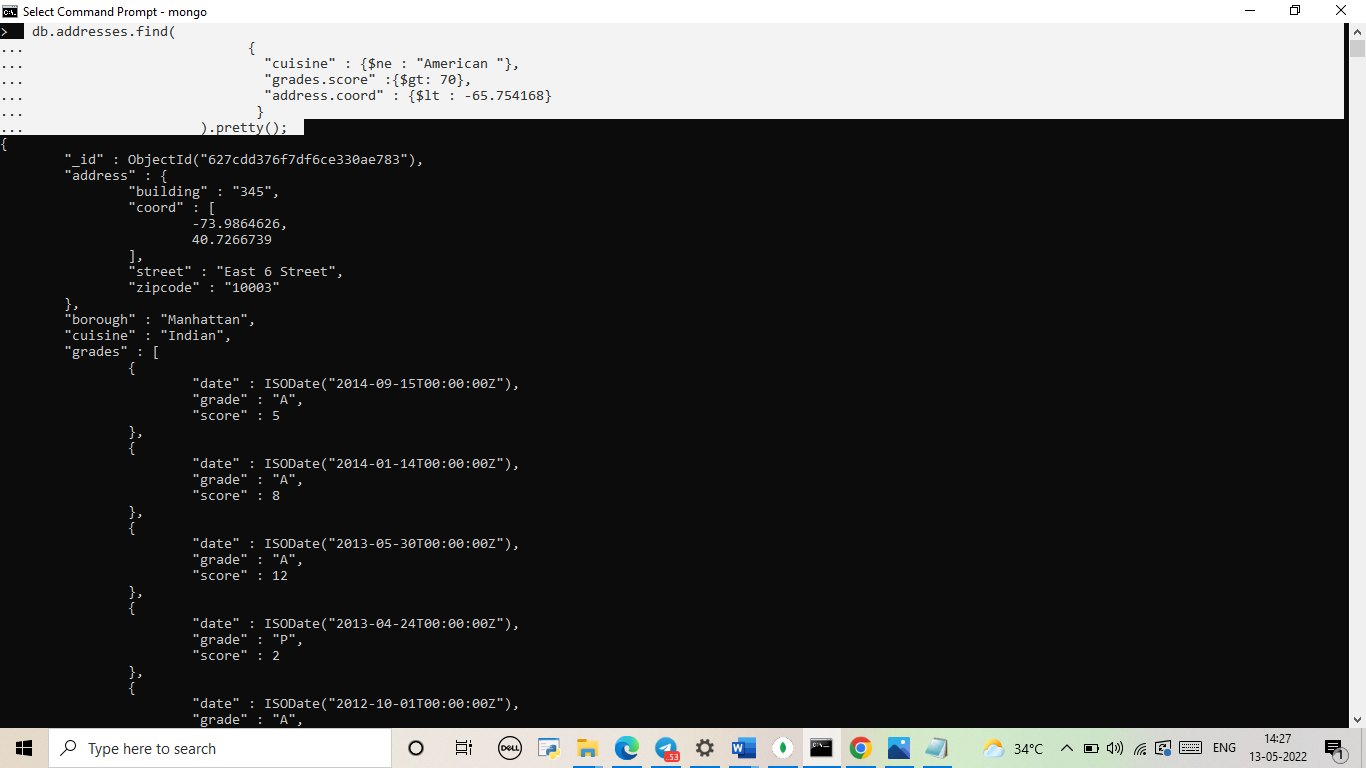 Select Command Prompt - mongo
> db.addresses.find(
... {
... "cuisine" : {$ne : "American "},
... "grades.score" :{$gt: 70},
... "address.coord" : {$lt : -65.754168}
... }
... ).pretty();
{
"_id" : ObjectId("627cdd376f7df6ce330ae783"),
"address" : {
"building" : "345",
"coord" : [
-73.9864626,
40.7266739
],
"street" : "East 6 Street",
"zipcode" : "10003"
},
"borough" : "Manhattan",
"cuisine" : "Indian",
"grades" : [
{
"date" : ISODate("2014-09-15T00:00:00Z"),
"grade" : "A",
"score" : 5
},
{
"date" : ISODate("2014-01-14T00:00:00Z"),
"grade" : "A",
"score" : 8
},
{
"date" : ISODate("2013-05-30T00:00:00Z"),
"grade" : "A",
"score" : 12
},
{
"date" : ISODate("2013-04-24T00:00:00Z"),
"grade" : "P",
"score" : 2
},
{
"date" : ISODate("2012-10-01T00:00:00Z"),
"grade" : "A",
Type here to search
DELL
53
34°C
ENG
14:27
13-05-2022
1